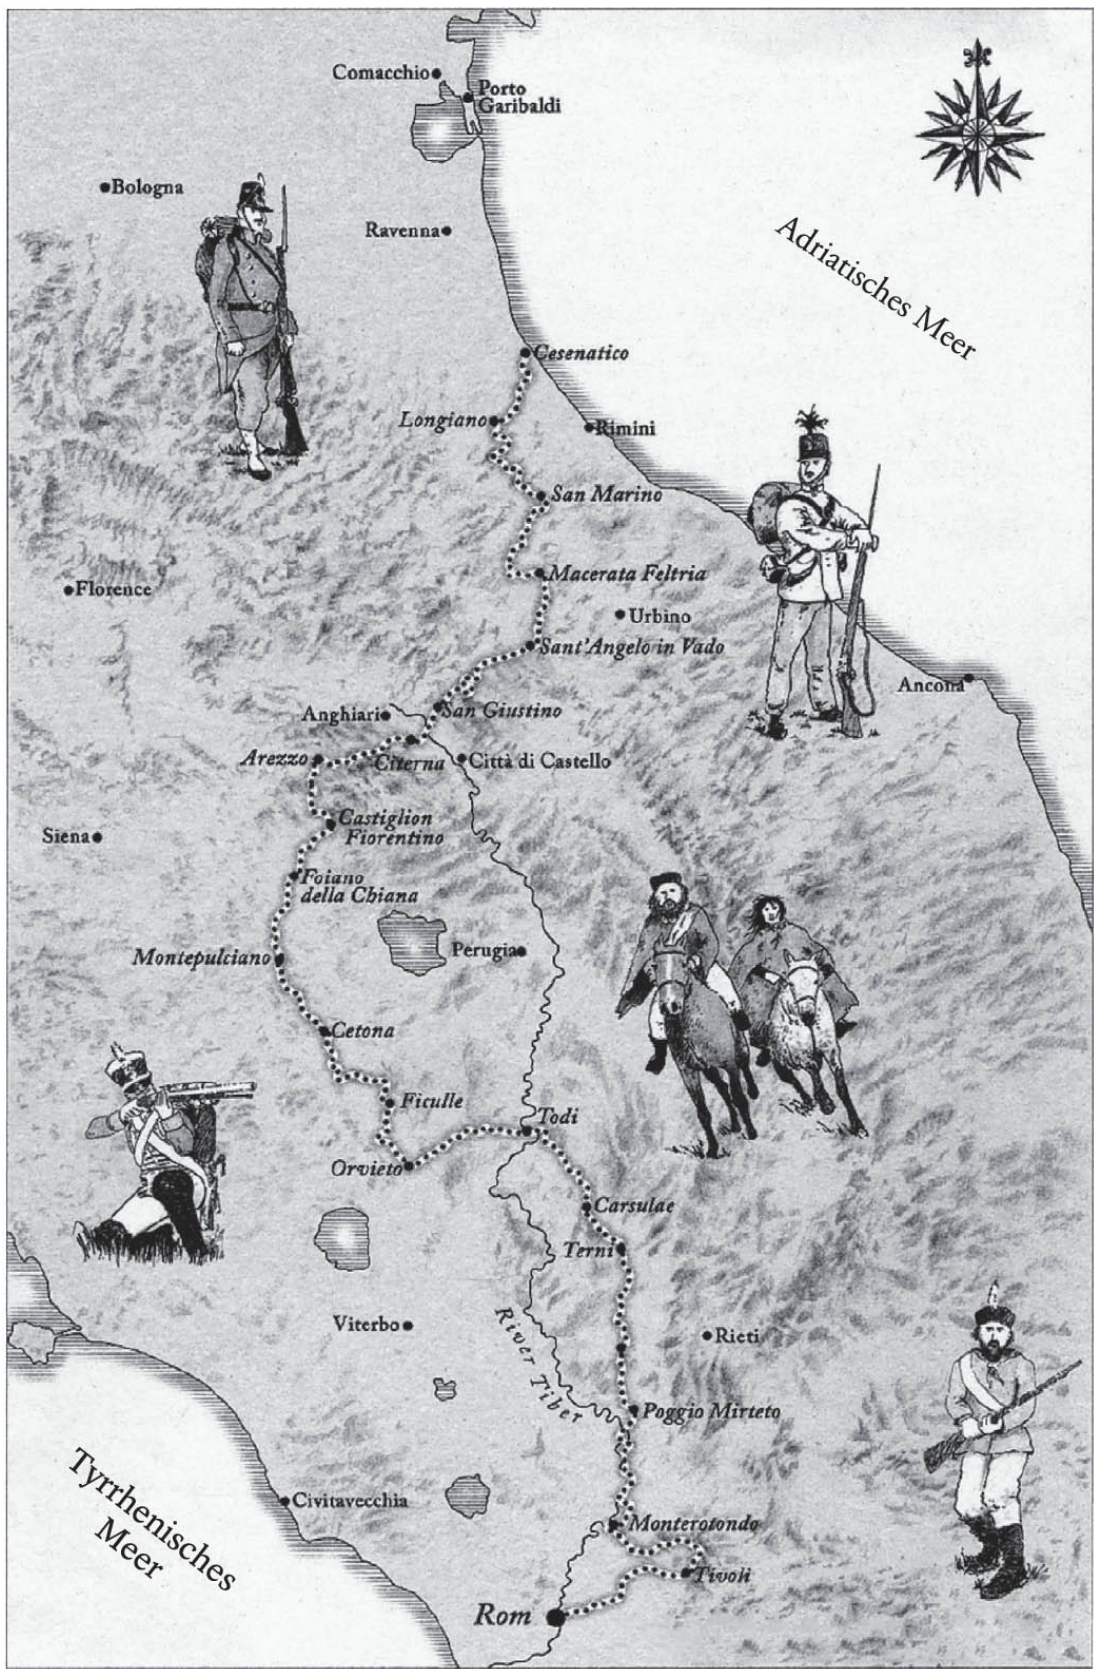 Comacchio
Porto
Garibaldi
Bologna
Ravenna
Adriatisches Meer
Cesenatico
Longiano
Rimini
San Marino
Macerata Feltria
Florence
Urbino
Sant'Angelo in Vado
Ancona
San Giustino
Anghiari
Arezzo
Citerna
Città di Castello
Castiglion
Fiorentino
Siena
Foiano
della Chiana
Montepulciano
Perugia
Cetona
Ficulle
Todi
Orvieto
Carsulae
Terni
River Tiber
Viterbo
Rieti
Poggio Mirteto
Tyrrhenisches
Meer
Civitavecchia
Monterotondo
Tivoli
Rom